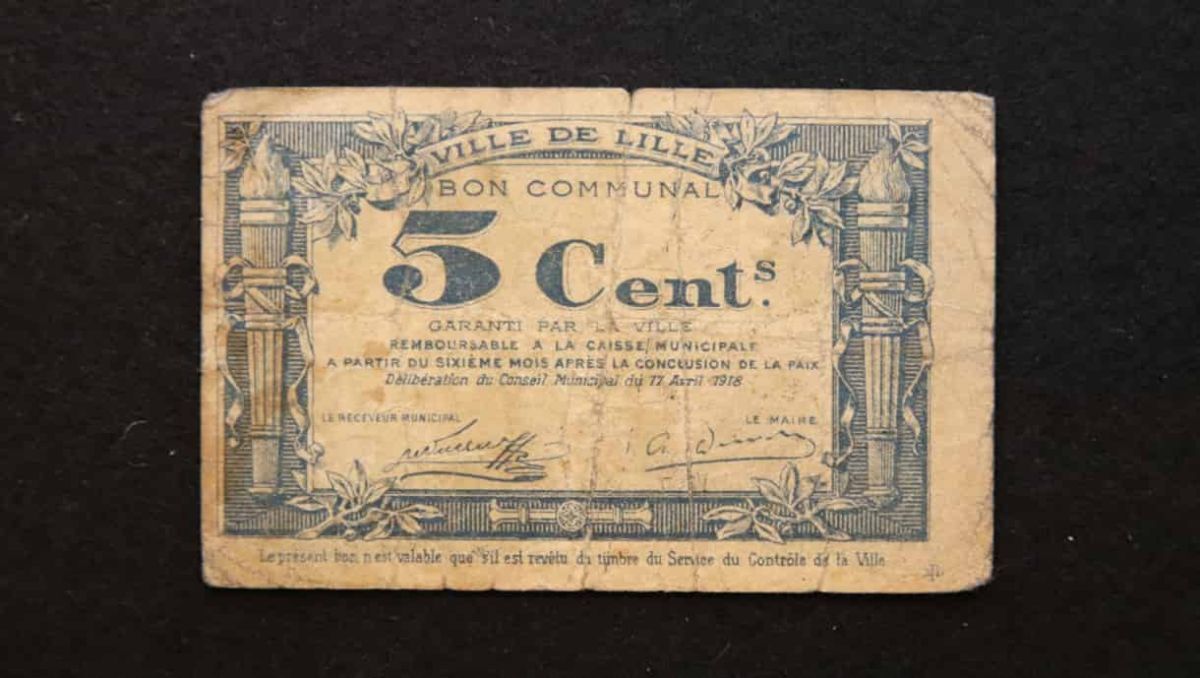 VILLE DE LILLE
BON COMMUNAL
5 Cent.s
GARANTI PAR LA VILLE
REMBOURSABLE A LA CAISSE MUNICIPALE
A PARTIR DU SIXIÈME MOIS APRÈS LA CONCLUSION DE LA PAIX
Délibération du Conseil Municipal du 17 Avril 1918
LE RECEVEUR MUNICIPAL LE MAIRE
Le présent bon n'est valable que s'il est revêtu du timbre du Service du Contrôle de la Ville